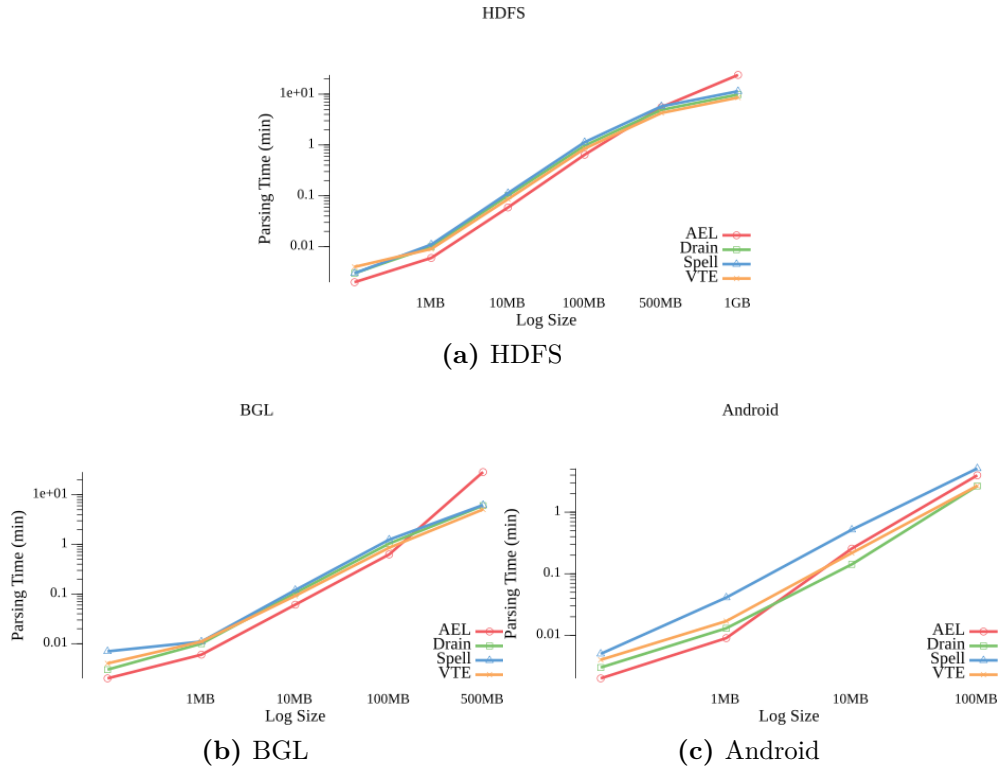 HDFS
Parsing Time (min)
1e+01
1
0.1
0.01
AEL
Drain
Spell
VTE
1MB 10MB 100MB 500MB 1GB
Log Size
(a) HDFS
BGL
Parsing Time (min)
1e+01
1
0.1
0.01
AEL
Drain
Spell
VTE
1MB 10MB 100MB 500MB
Log Size
(b) BGL
Android
Parsing Time (min)
1
0.1
0.01
AEL
Drain
Spell
VTE
1MB 10MB 100MB
Log Size
(c) Android